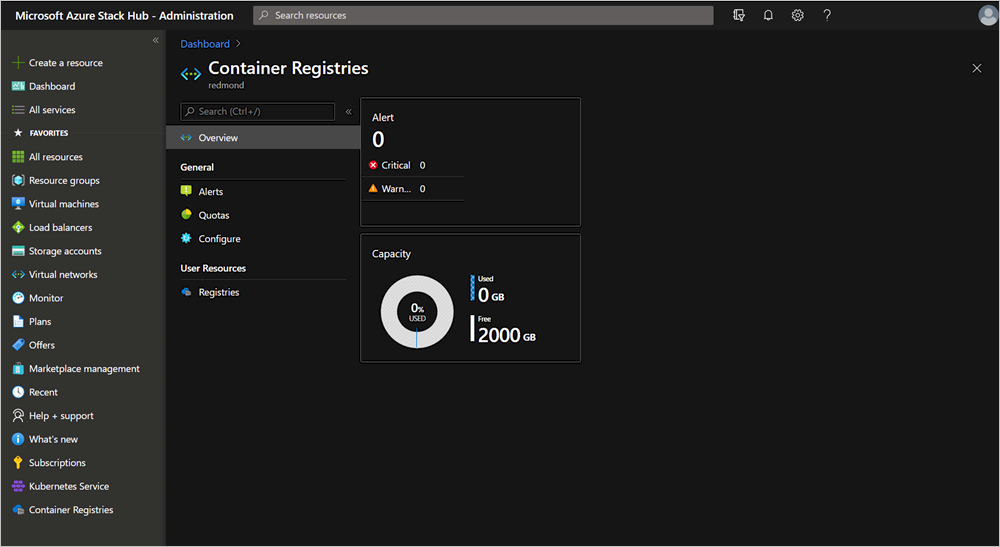 Microsoft Azure Stack Hub - Administration
Search resources
Create a resource
Dashboard
All services
FAVORITES
All resources
Resource groups
Virtual machines
Load balancers
Storage accounts
Virtual networks
Monitor
Plans
Offers
Marketplace management
Recent
Help + support
What's new
Subscriptions
Kubernetes Service
Container Registries
Dashboard
Container Registries
redmond
Search (Ctrl+/)
Overview
General
Alerts
Quotas
Configure
User Resources
Registries
Alert
0
Critical 0
Warn... 0
Capacity
0%
USED
Used
0 GB
Free
2000 GB